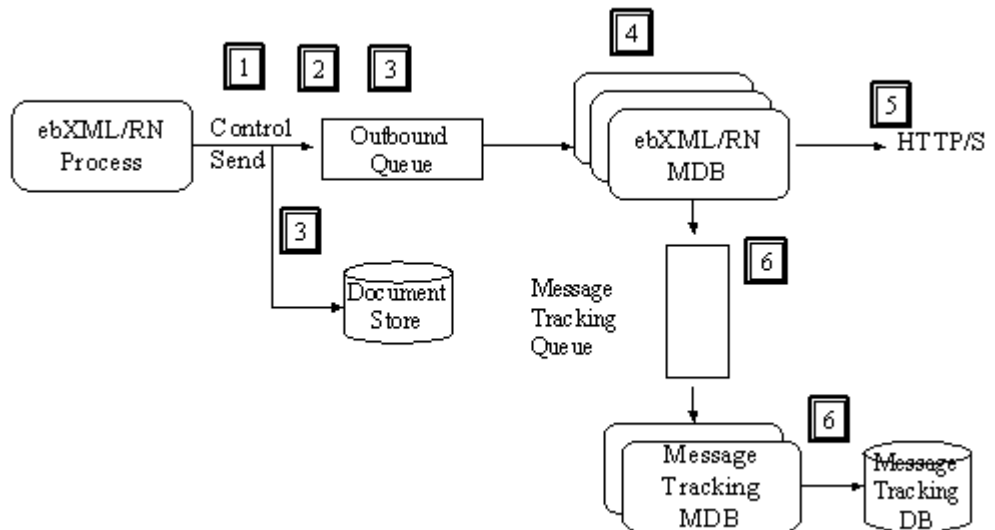 1
2
3
4
5
ebXML/RN
Process
Control
Send
Outbound
Queue
ebXML/RN
MDB
HTTP/S
3
Document
Store
Message
Tracking
Queue
6
6
Message
Tracking
MDB
Message
Tracking
DB